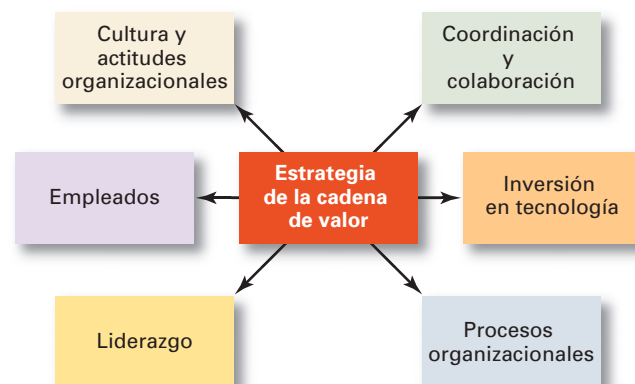 Cultura y
actitudes
organizacionales
Coordinación
y
colaboración
Empleados
Estrategia
de la cadena
de valor
Inversión
en tecnología
Liderazgo
Procesos
organizacionales